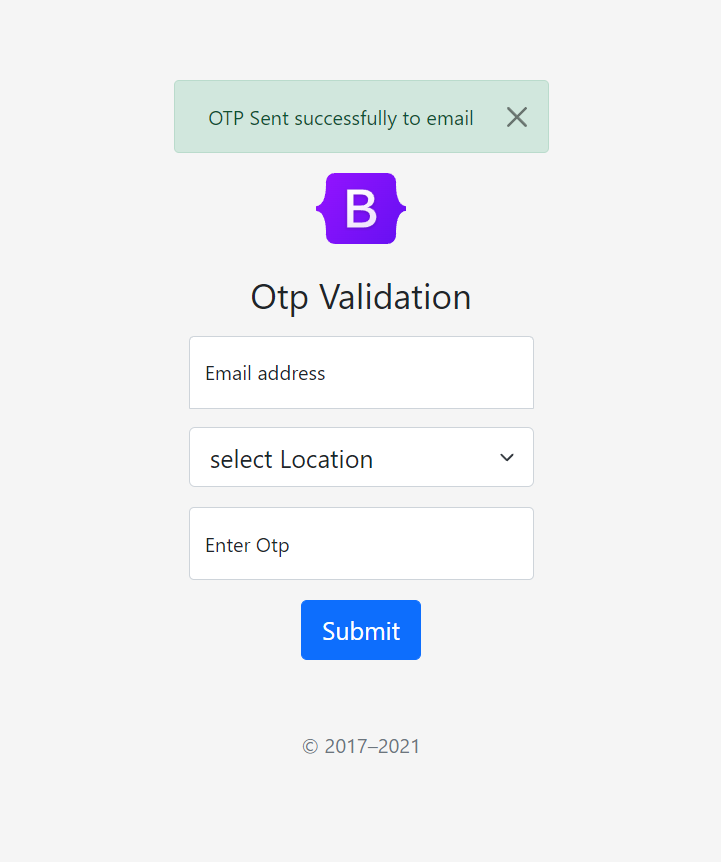 OTP Sent successfully to email
B
Otp Validation
Email address
select Location
Enter Otp
Submit
© 2017–2021